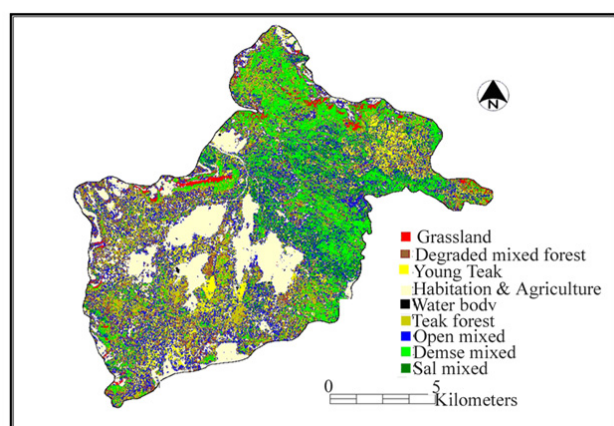 N
Grassland
Degraded mixed forest
Young Teak
Habitation & Agriculture
Water body
Teak forest
Open mixed
Demse mixed
Sal mixed
0 5
Kilometers